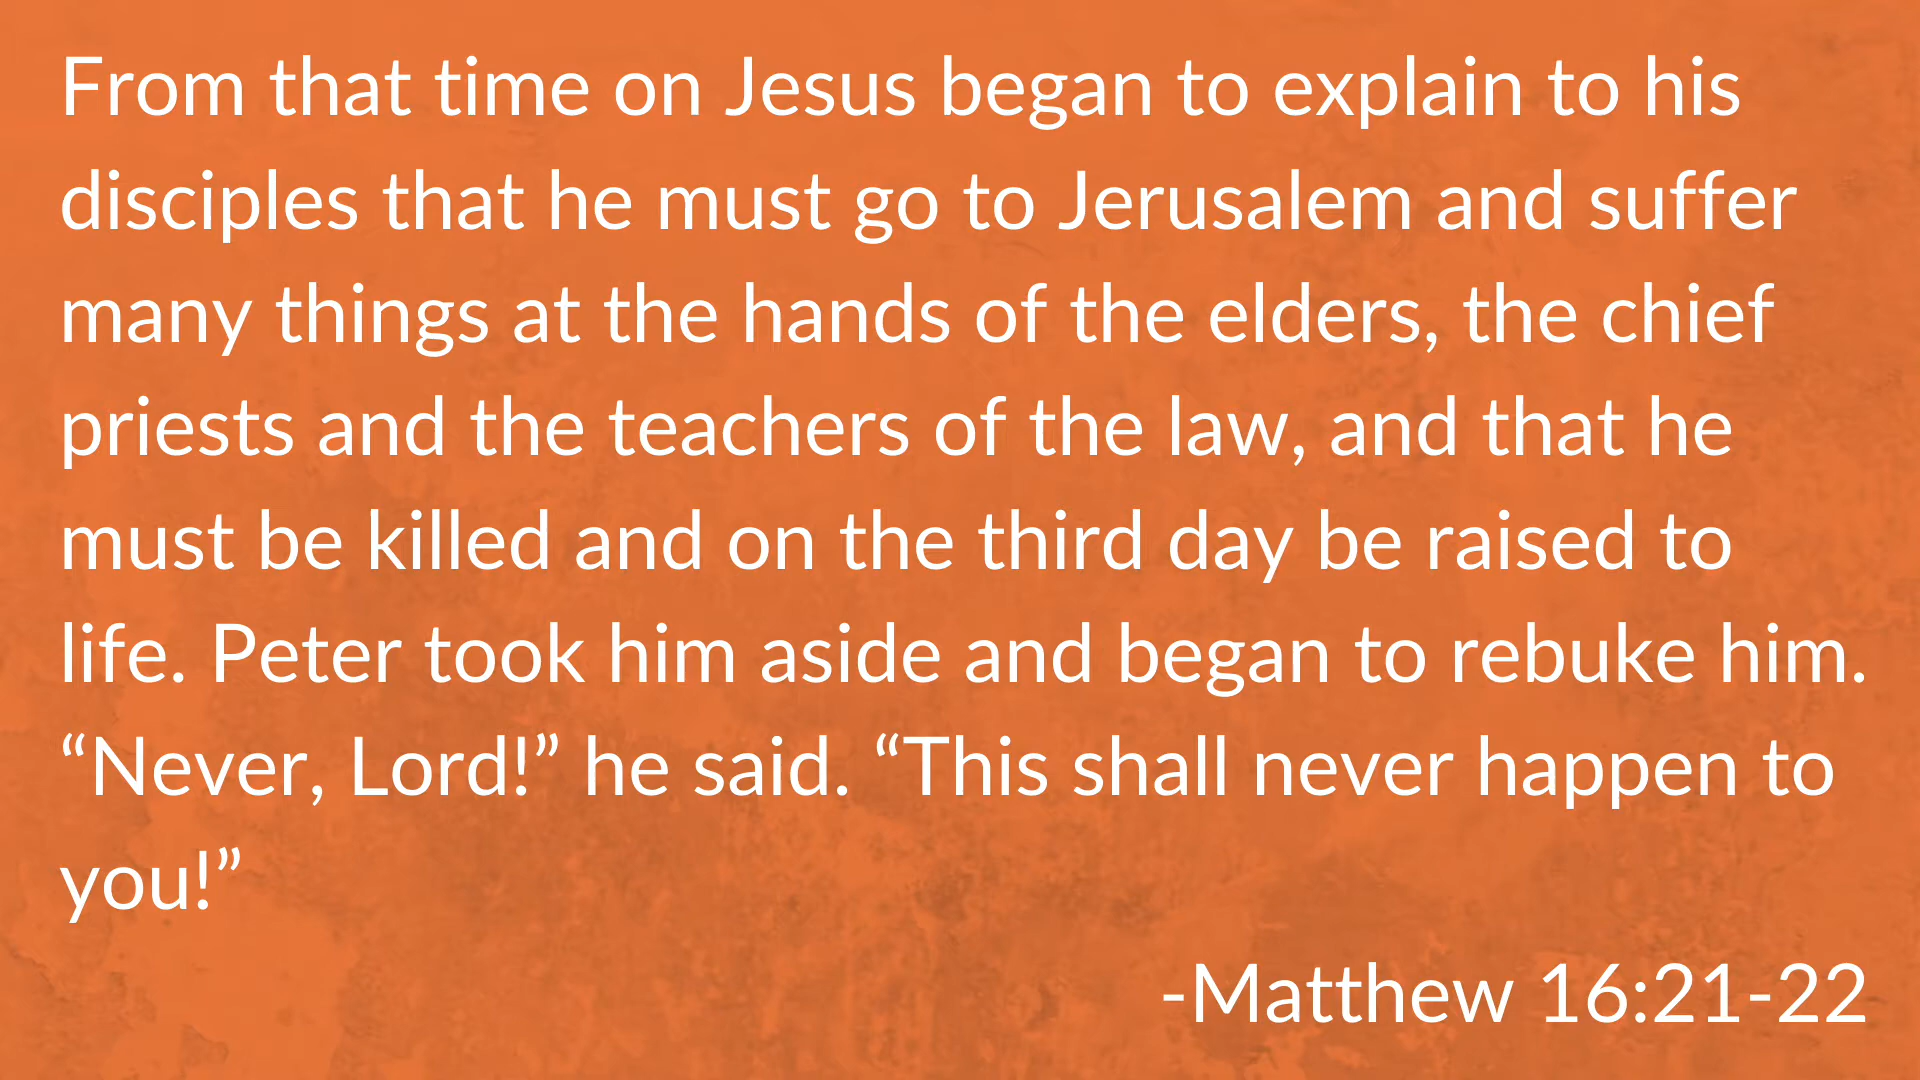 From that time on Jesus began to explain to his
disciples that he must go to Jerusalem and suffer
many things at the hands of the elders, the chief
priests and the teachers of the law, and that he
must be killed and on the third day be raised to
life. Peter took him aside and began to rebuke him.
“Never, Lord!” he said. “This shall never happen to
you!”
-Matthew 16:21-22